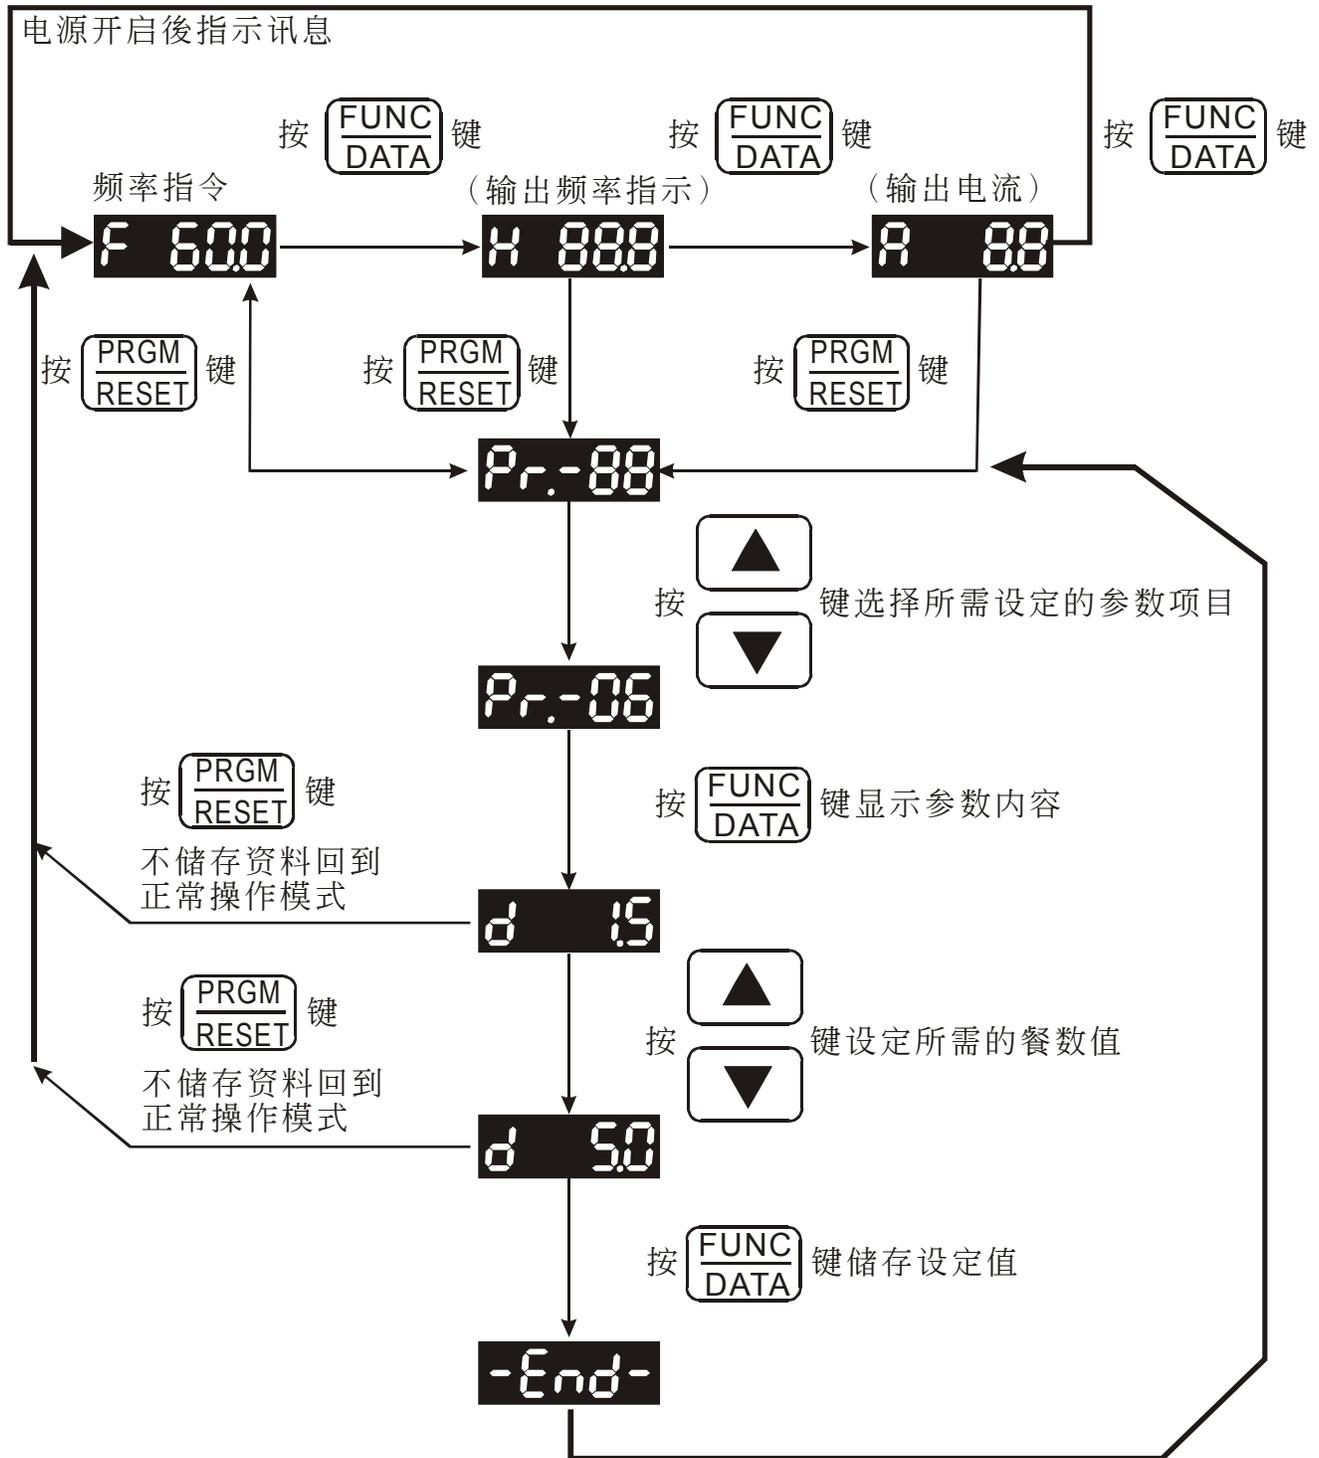 电源开启後指示讯息
按 FUNC DATA 键
按 FUNC DATA 键
按 FUNC DATA 键
频率指令
(输出频率指示)
(输出电流)
F 60.0
H 88.8
A 8.8
按 PRGM RESET 键
按 PRGM RESET 键
按 PRGM RESET 键
Pr.-88
按 ▲ ▼ 键选择所需设定的参数项目
Pr.-06
按 PRGM RESET 键
按 FUNC DATA 键显示参数内容
不储存资料回到
正常操作模式
d 1.5
按 PRGM RESET 键
按 ▲ ▼ 键设定所需的餐数值
不储存资料回到
正常操作模式
d 5.0
按 FUNC DATA 键储存设定值
-End-